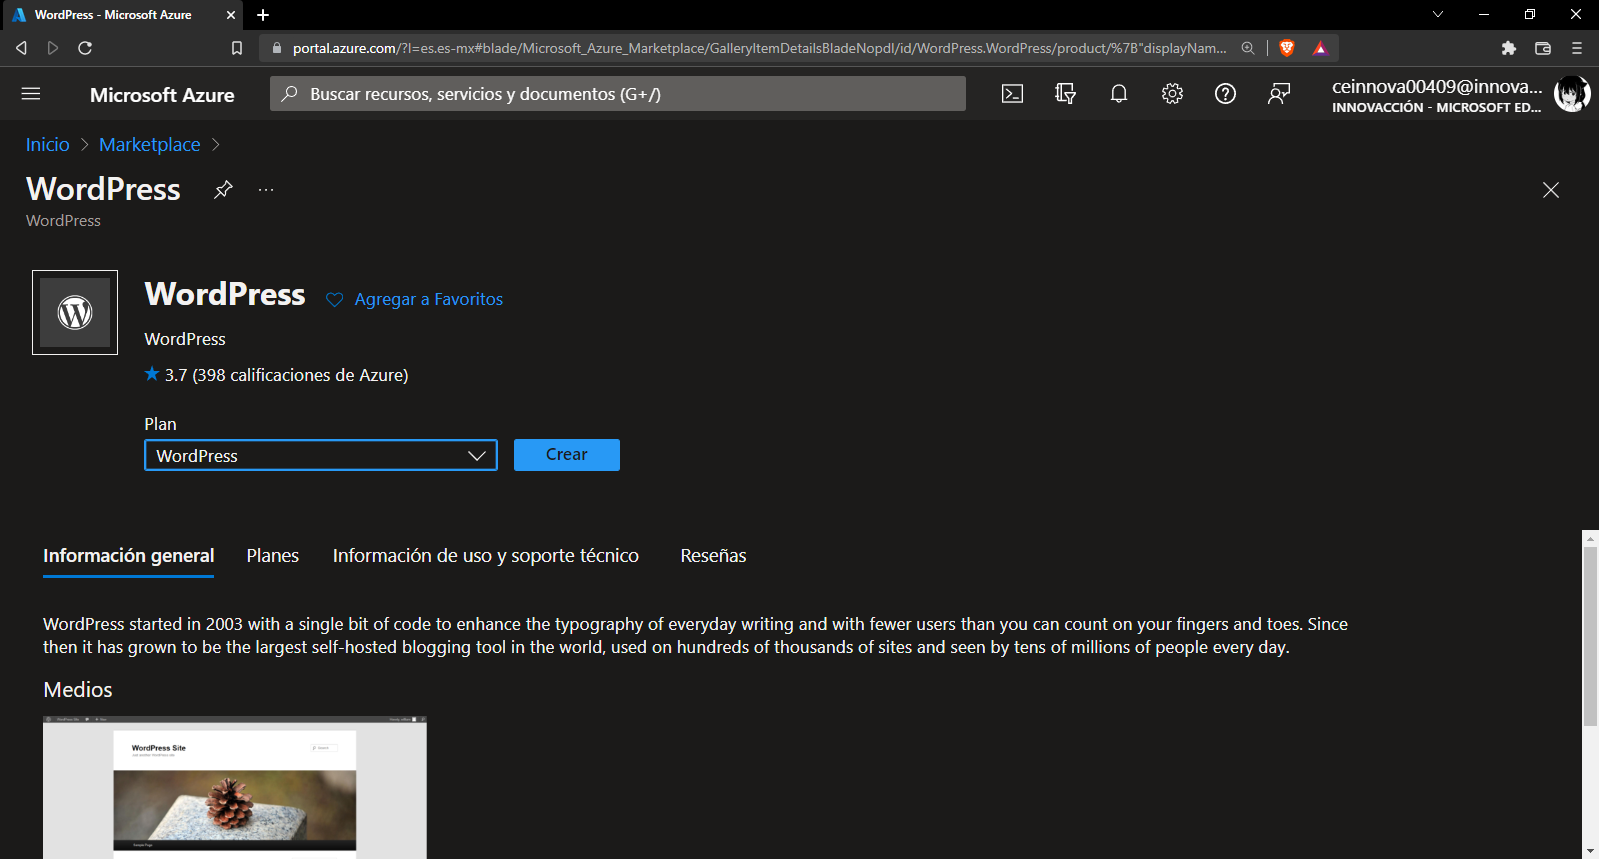 WordPress - Microsoft Azure
portal.azure.com/?l=es.es-mx#blade/Microsoft_Azure_Marketplace/GalleryItemDetailsBladeNopdl/id/WordPress.WordPress/product/%7B"displayNam...
Microsoft Azure
Buscar recursos, servicios y documentos (G+/)
ceinnova00409@innova...
INNOVACCIÓN - MICROSOFT ED...
Inicio > Marketplace >
WordPress
WordPress
WordPress
Agregar a Favoritos
WordPress
3.7 (398 calificaciones de Azure)
Plan
WordPress
Crear
Información general
Planes
Información de uso y soporte técnico
Reseñas
WordPress started in 2003 with a single bit of code to enhance the typography of everyday writing and with fewer users than you can count on your fingers and toes. Since
then it has grown to be the largest self-hosted blogging tool in the world, used on hundreds of thousands of sites and seen by tens of millions of people every day.
Medios
WordPress Site
Sample Page